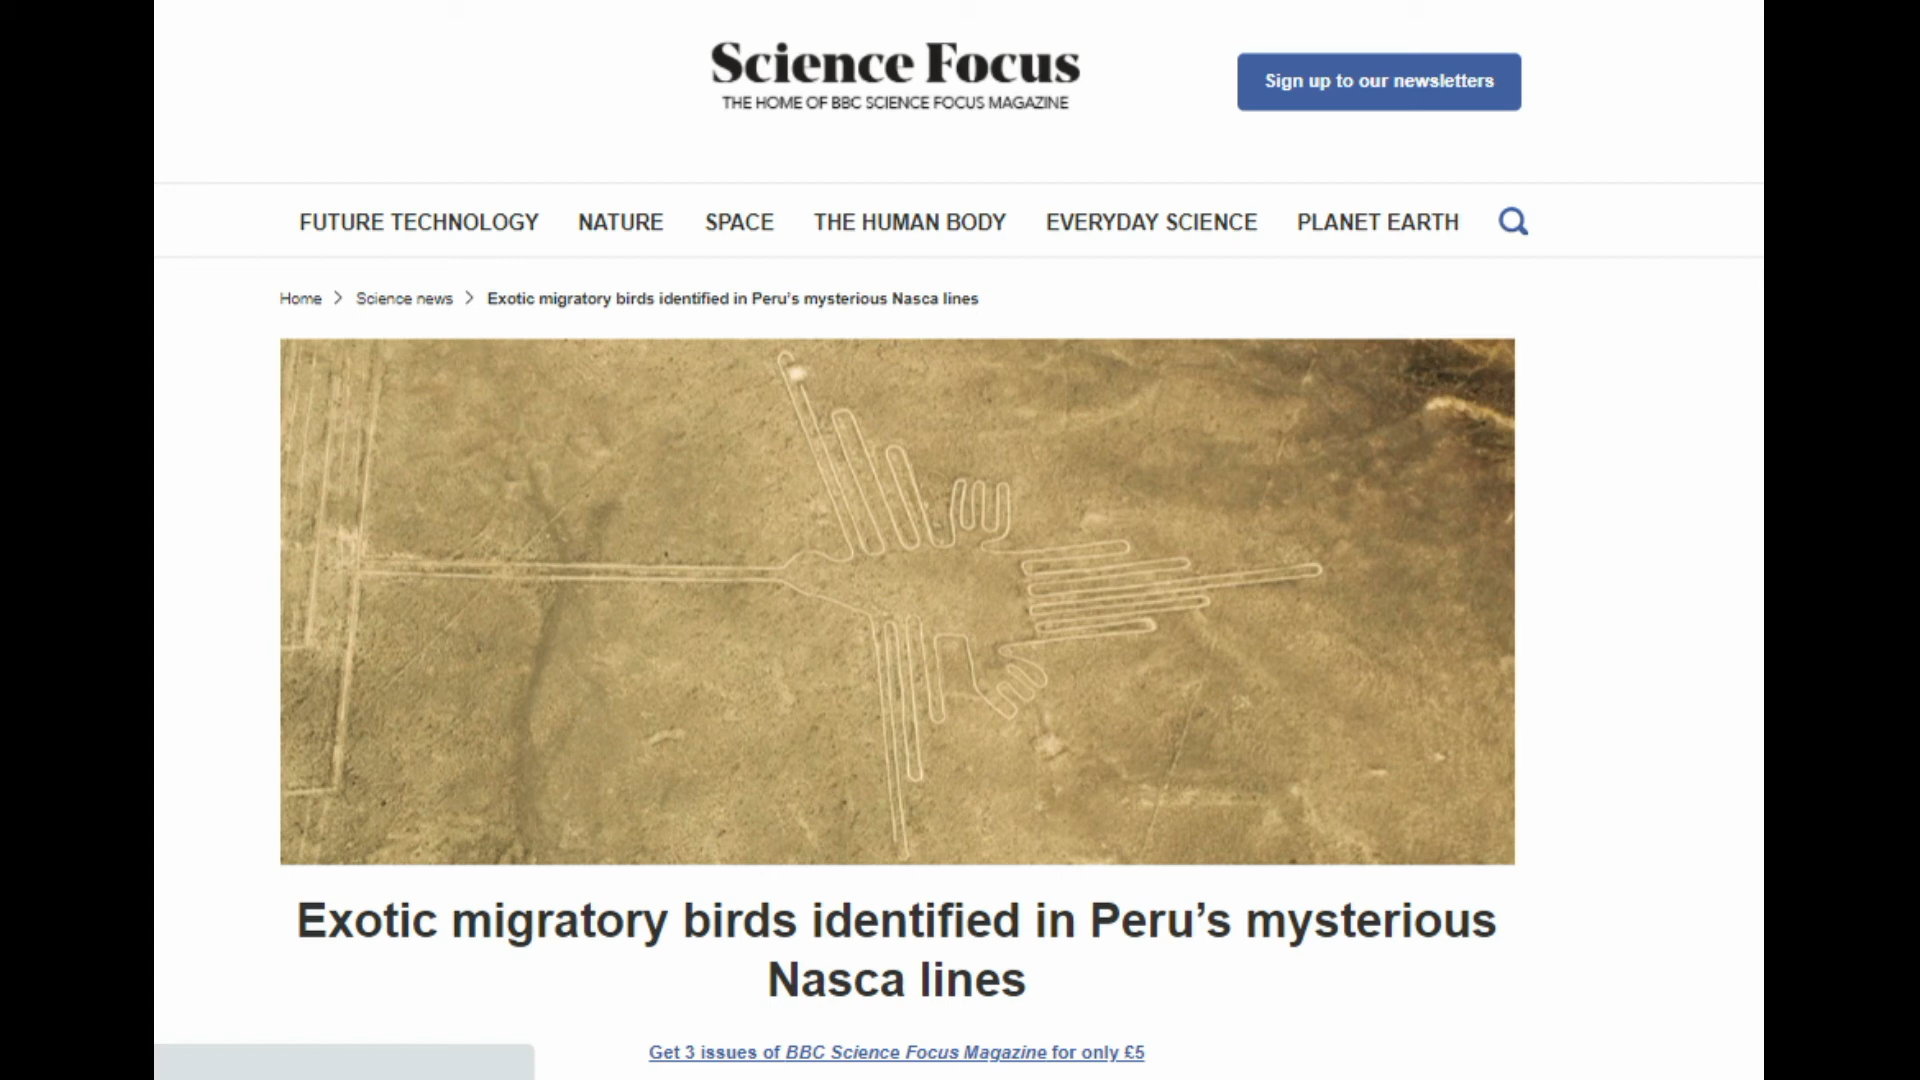 Science Focus
THE HOME OF BBC SCIENCE FOCUS MAGAZINE
Sign up to our newsletters
FUTURE TECHNOLOGY NATURE SPACE THE HUMAN BODY EVERYDAY SCIENCE PLANET EARTH
Home > Science news > Exotic migratory birds identified in Peru’s mysterious Nasca lines
Exotic migratory birds identified in Peru’s mysterious
Nasca lines
Get 3 issues of BBC Science Focus Magazine for only £5